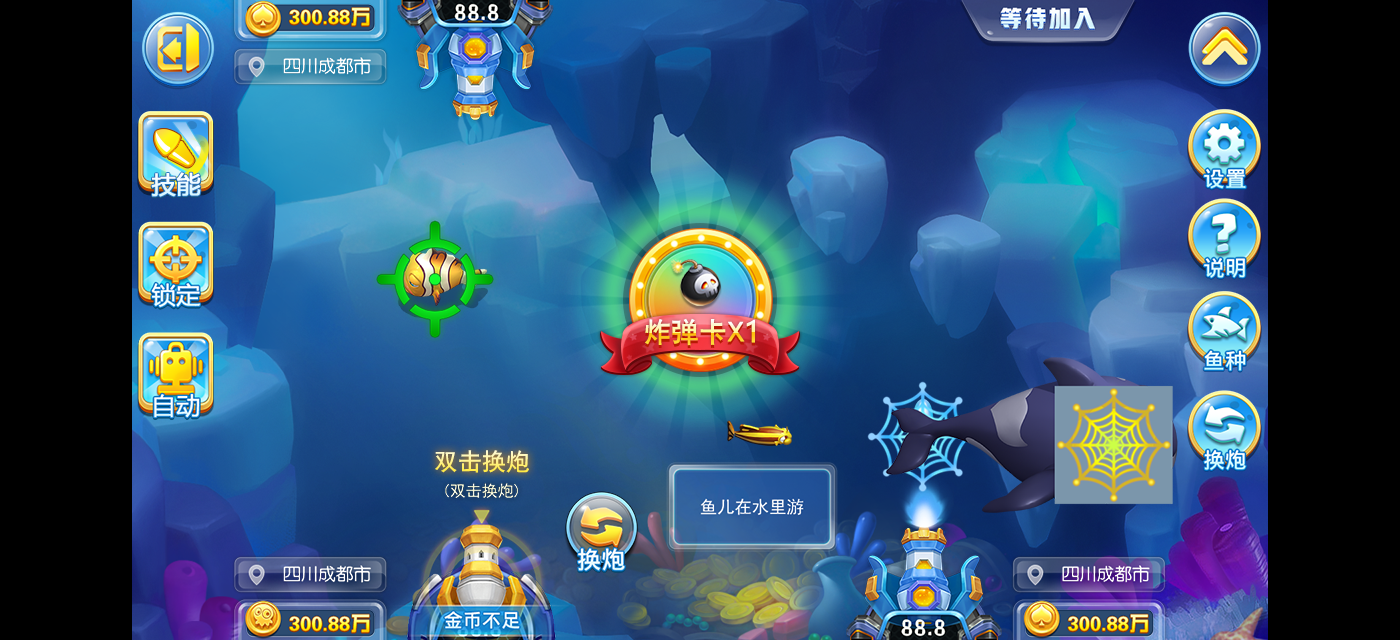 300.88万
88.8
等待加入
四川成都市
技能
设置
锁定
说明
炸弹卡X1
鱼种
自动
双击换炮
(双击换炮)
换炮
鱼儿在水里游
换炮
四川成都市
四川成都市
金币不足
300.88万
88.8
300.88万